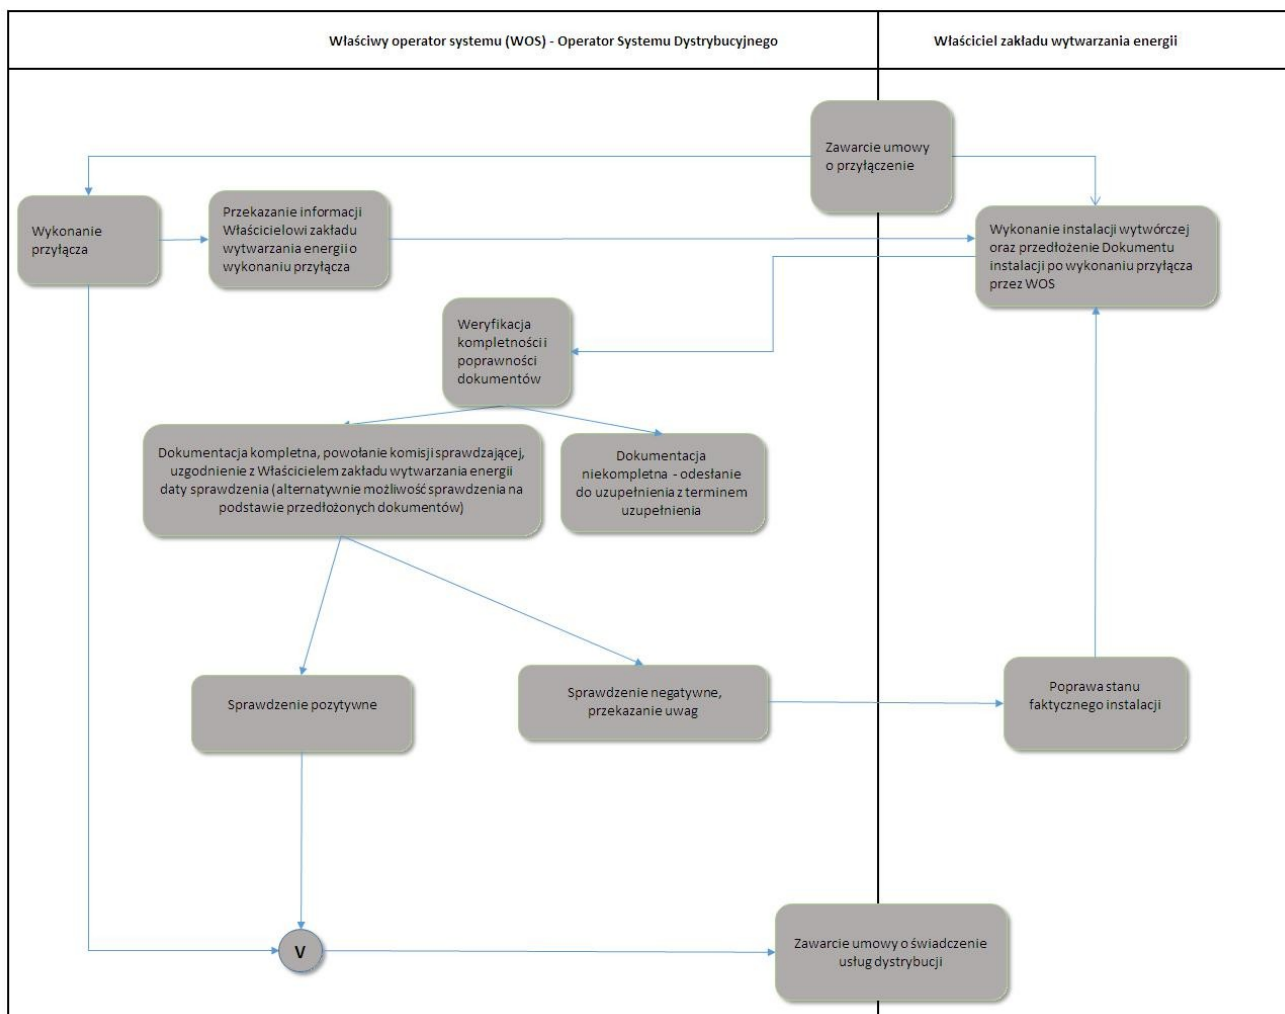 Właściwy operator systemu (WOS) - Operator Systemu Dystrybucyjnego
Właściciel zakładu wytwarzania energii
Zawarcie umowy
o przyłączenie
Wykonanie
przyłącza
Przekazanie informacji
Właścicielowi zakładu
wytwarzania energii o
wykonaniu przyłącza
Wykonanie instalacji wytwórczej
oraz przedłożenie Dokumentu
instalacji po wykonaniu przyłącza
przez WOS
Weryfikacja
kompletności i
poprawności
dokumentów
Dokumentacja kompletna, powołanie komisji sprawdzającej,
uzgodnienie z Właścicielem zakładu wytwarzania energii
daty sprawdzenia (alternatywnie możliwość sprawdzenia na
podstawie przedłożonych dokumentów)
Dokumentacja
niekompletna - odesłanie
do uzupełnienia z terminem
uzupełnienia
Sprawdzenie pozytywne
Sprawdzenie negatywne,
przekazanie uwag
Poprawa stanu
faktycznego instalacji
V
Zawarcie umowy o świadczenie
usług dystrybucji